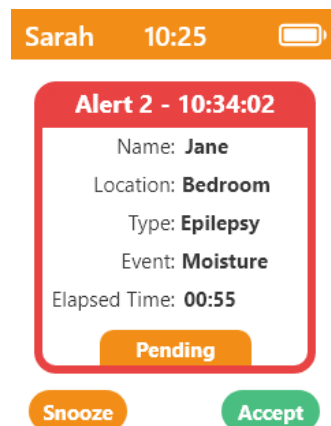 Sarah 10:25
Alert 2 - 10:34:02
Name: Jane
Location: Bedroom
Type: Epilepsy
Event: Moisture
Elapsed Time: 00:55
Pending
Snooze Accept